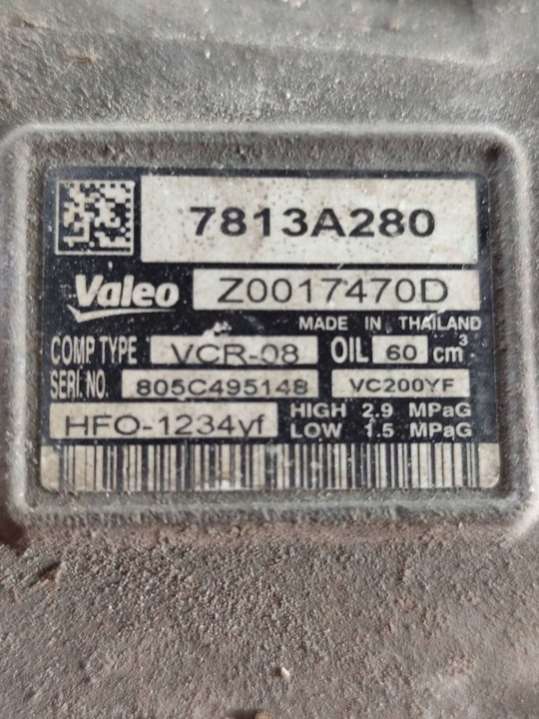 7813A280
Valeo Z0017470D
MADE IN THAILAND
COMP TYPE VCR-08 OIL 60 cm³
SERI.NO. 805C495148 VC200YF
HFO-1234yf HIGH 2.9 MPaG
LOW 1.5 MPaG